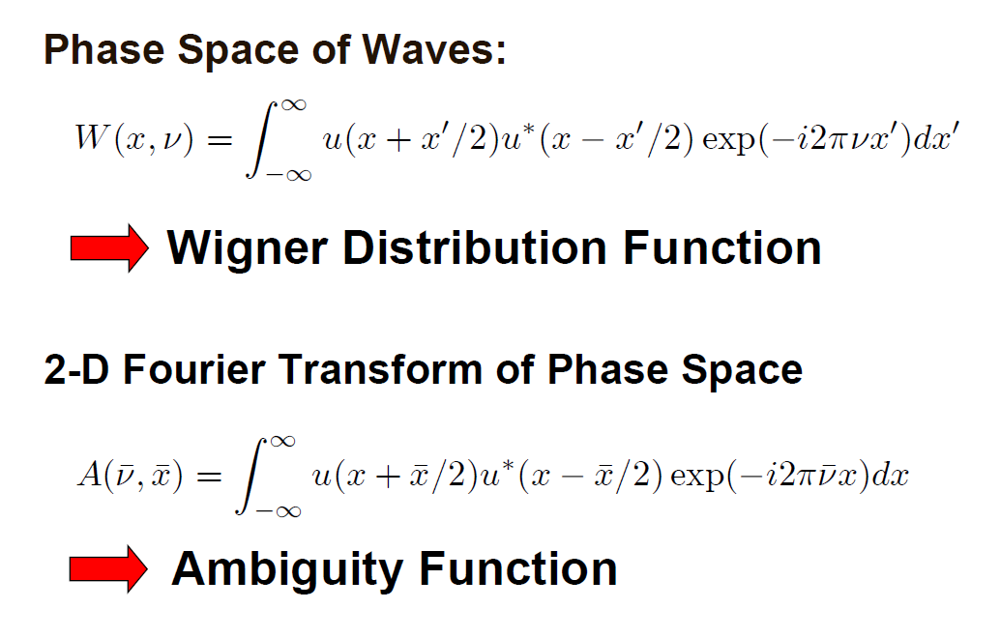 Phase Space of Waves:
W(x, ν) = ∫_{−∞}^{∞} u(x + x′/2)u*(x − x′/2) exp(−i2πνx′)dx′
Wigner Distribution Function
2-D Fourier Transform of Phase Space
A(ν̄, x̄) = ∫_{−∞}^{∞} u(x + x̄/2)u*(x − x̄/2) exp(−i2πν̄x)dx
Ambiguity Function